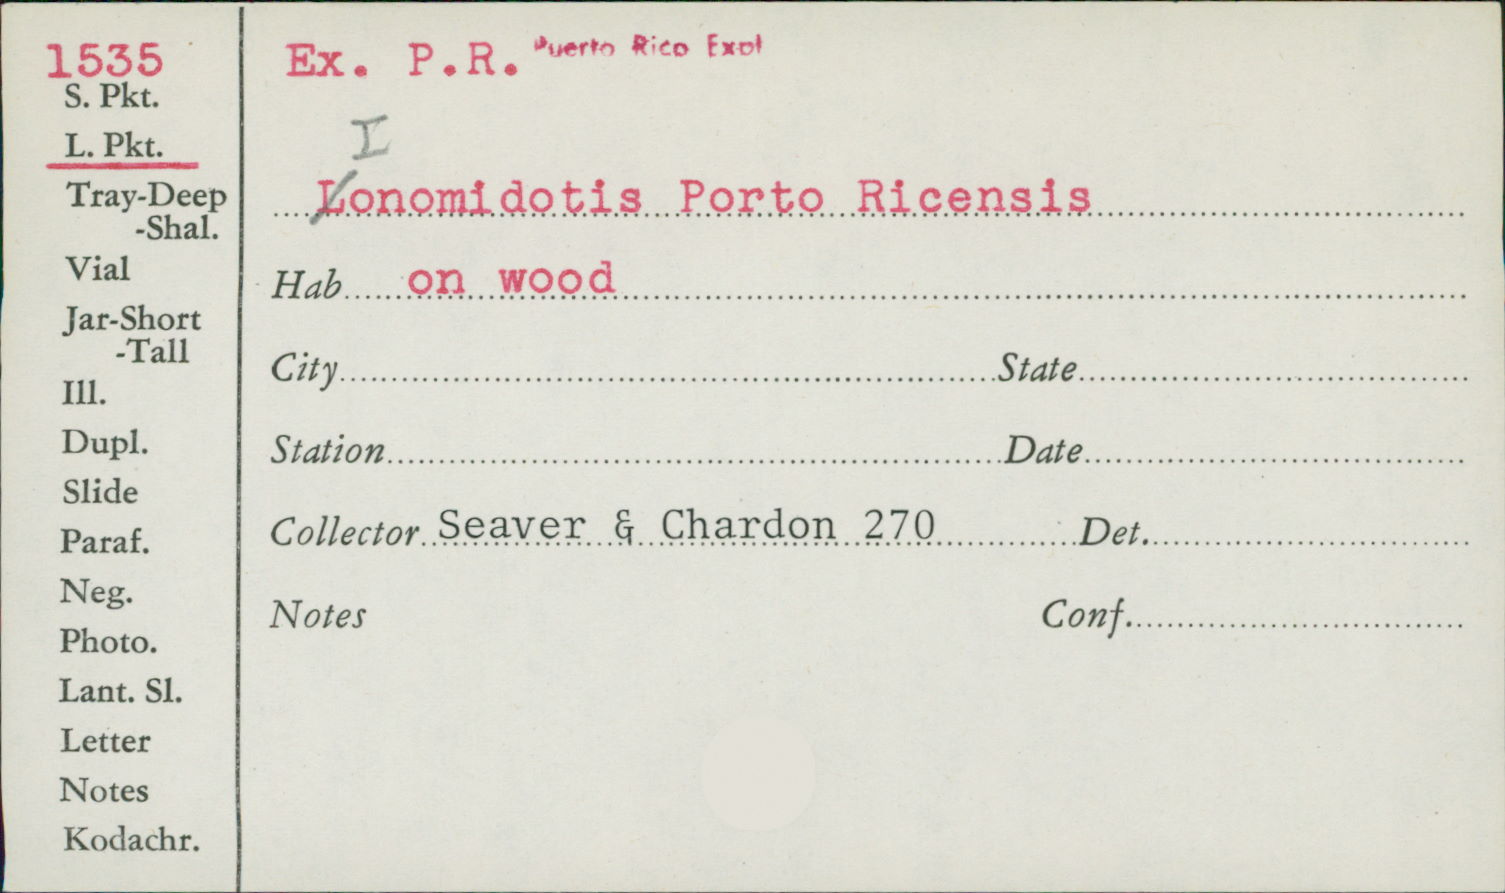 1535
S. Pkt.
L. Pkt.
Tray-Deep
-Shal.
Vial
Jar-Short
-Tall
Ill.
Dupl.
Slide
Paraf.
Neg.
Photo.
Lant. Sl.
Letter
Notes
Kodachr.
Ex. P.R. Puerto Rico Expl
I
Lonomidotis Porto Ricensis
Hab on wood
City State
Station Date
Collector Seaver & Chardon 270 Det.
Notes Conf.